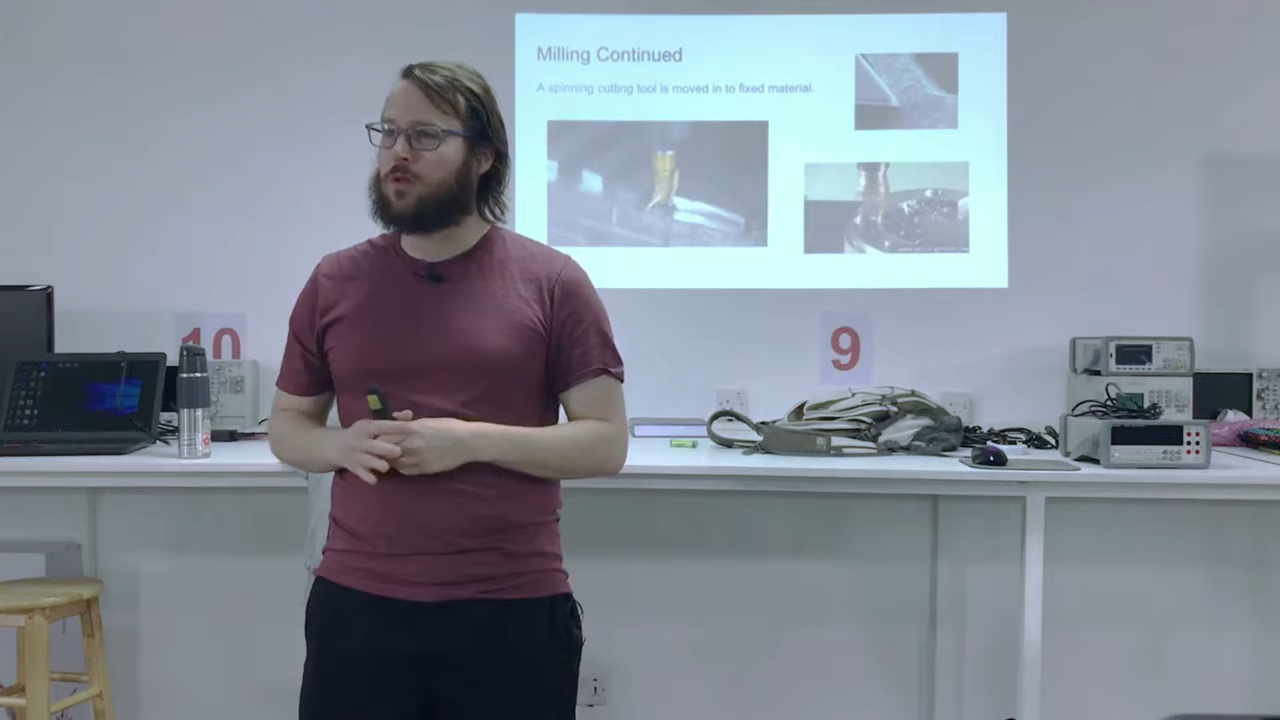 Milling Continued
A spinning cutting tool is moved in to fixed material.
10
9